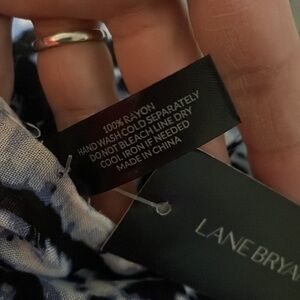 100% RAYON
HAND WASH COLD SEPARATELY
DO NOT BLEACH LINE DRY
COOL IRON IF NEEDED
MADE IN CHINA
LANE BRYA